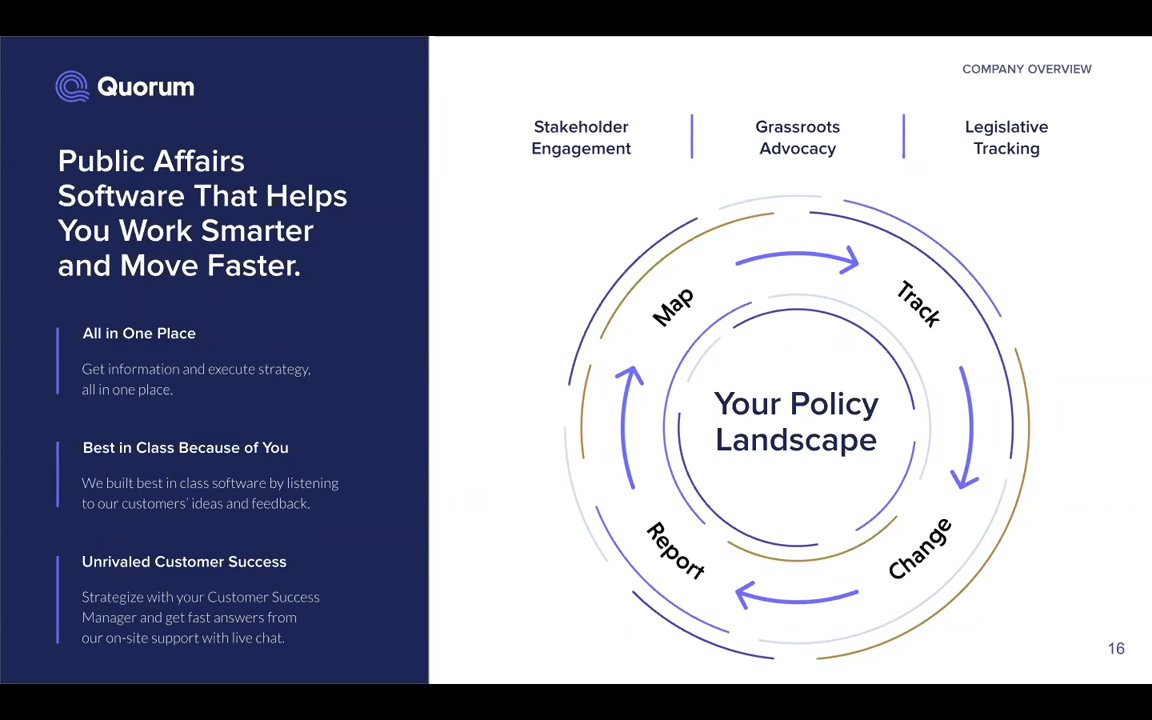 Quorum
Public Affairs
Software That Helps
You Work Smarter
and Move Faster.
All in One Place
Get information and execute strategy,
all in one place.
Best in Class Because of You
We built best in class software by listening
to our customers’ ideas and feedback.
Unrivaled Customer Success
Strategize with your Customer Success
Manager and get fast answers from
our on-site support with live chat.
COMPANY OVERVIEW
Stakeholder
Engagement
Grassroots
Advocacy
Legislative
Tracking
Map
Track
Change
Report
Your Policy
Landscape
16